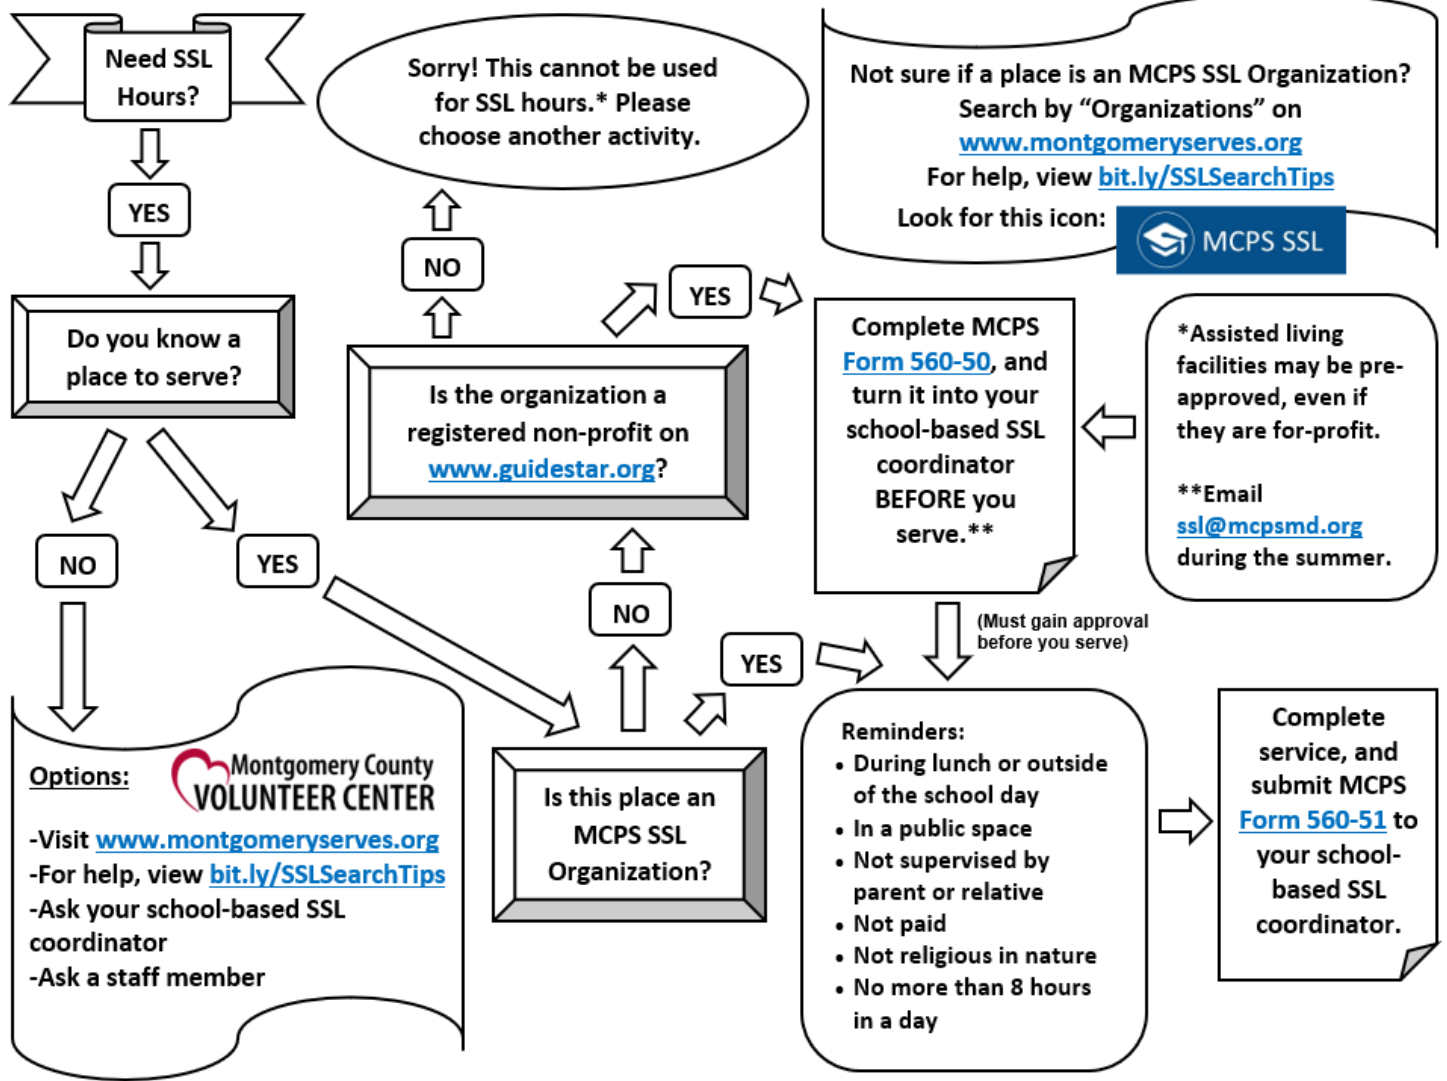 Need SSL
Hours?
YES
Do you know a
place to serve?
NO
YES
Options:
Montgomery County
VOLUNTEER CENTER
-Visit www.montgomeryserves.org
-For help, view bit.ly/SSLSearchTips
-Ask your school-based SSL
coordinator
-Ask a staff member
Is this place an
MCPS SSL
Organization?
NO
YES
Is the organization a
registered non-profit on
www.guidestar.org?
NO
YES
Sorry! This cannot be used
for SSL hours.* Please
choose another activity.
Not sure if a place is an MCPS SSL Organization?
Search by “Organizations” on
www.montgomeryserves.org
For help, view bit.ly/SSLSearchTips
Look for this icon:
MCPS SSL
Complete MCPS
Form 560-50, and
turn it into your
school-based SSL
coordinator
BEFORE you
serve.**
*Assisted living
facilities may be pre-
approved, even if
they are for-profit.
**Email
ssl@mcpsmd.org
during the summer.
(Must gain approval
before you serve)
Reminders:
• During lunch or outside
of the school day
• In a public space
• Not supervised by
parent or relative
• Not paid
• Not religious in nature
• No more than 8 hours
in a day
Complete
service, and
submit MCPS
Form 560-51 to
your school-
based SSL
coordinator.